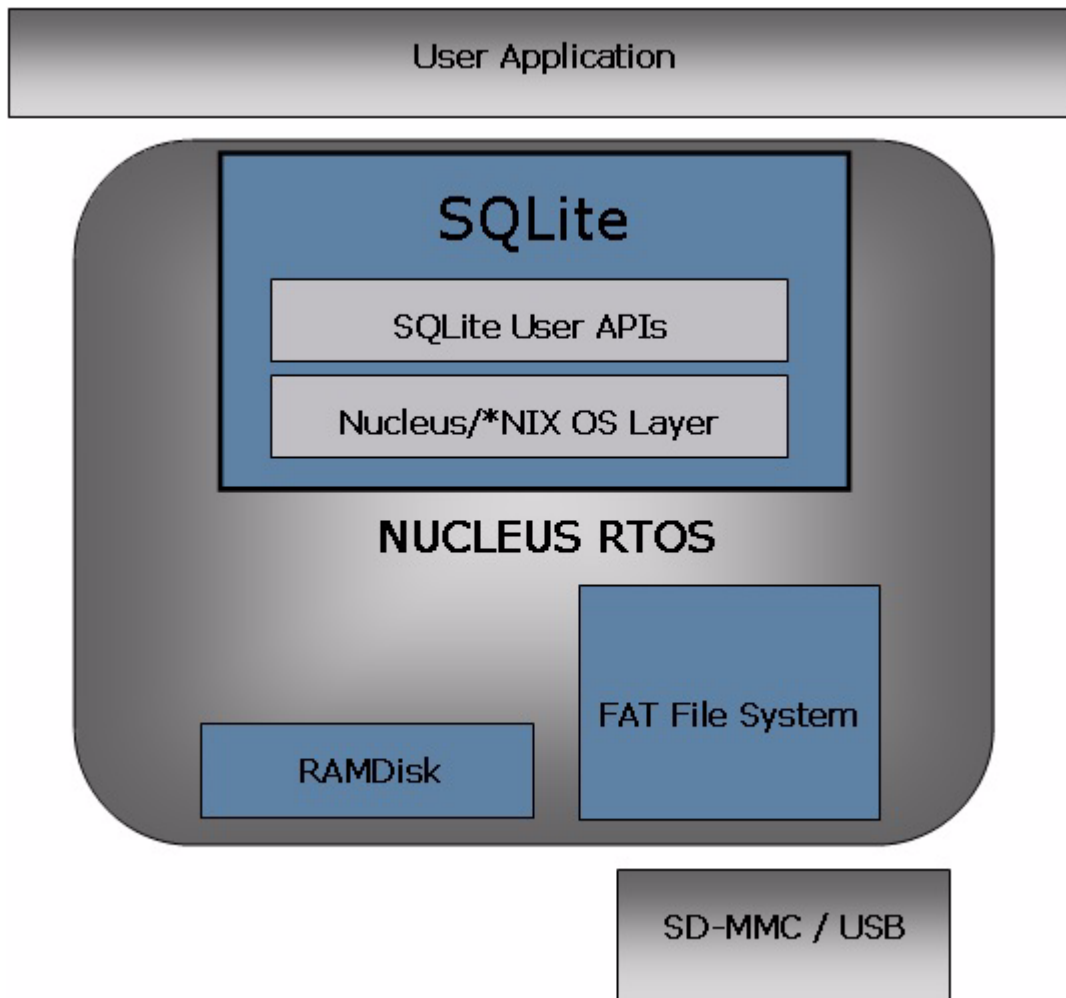 User Application
SQLite
SQLite User APIs
Nucleus/*NIX OS Layer
NUCLEUS RTOS
FAT File System
RAMDisk
SD-MMC / USB